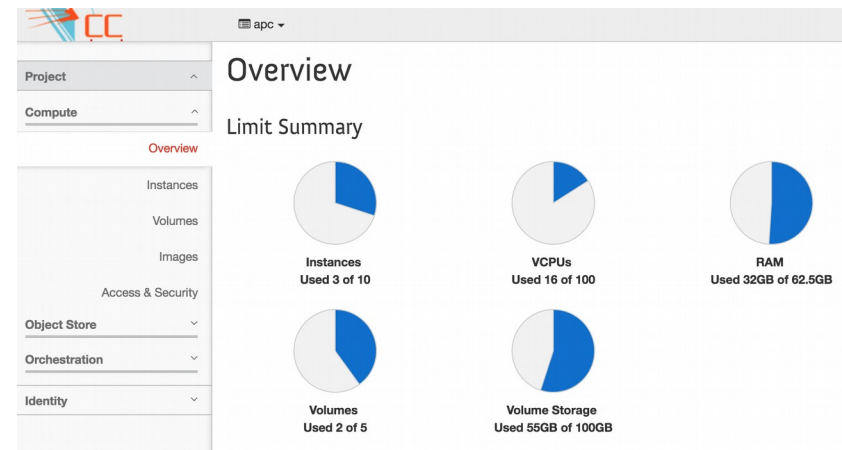 CC
apc
Project
Compute
Overview
Instances
Volumes
Images
Access & Security
Object Store
Orchestration
Identity
Overview
Limit Summary
Instances
Used 3 of 10
VCPUs
Used 16 of 100
RAM
Used 32GB of 62.5GB
Volumes
Used 2 of 5
Volume Storage
Used 55GB of 100GB